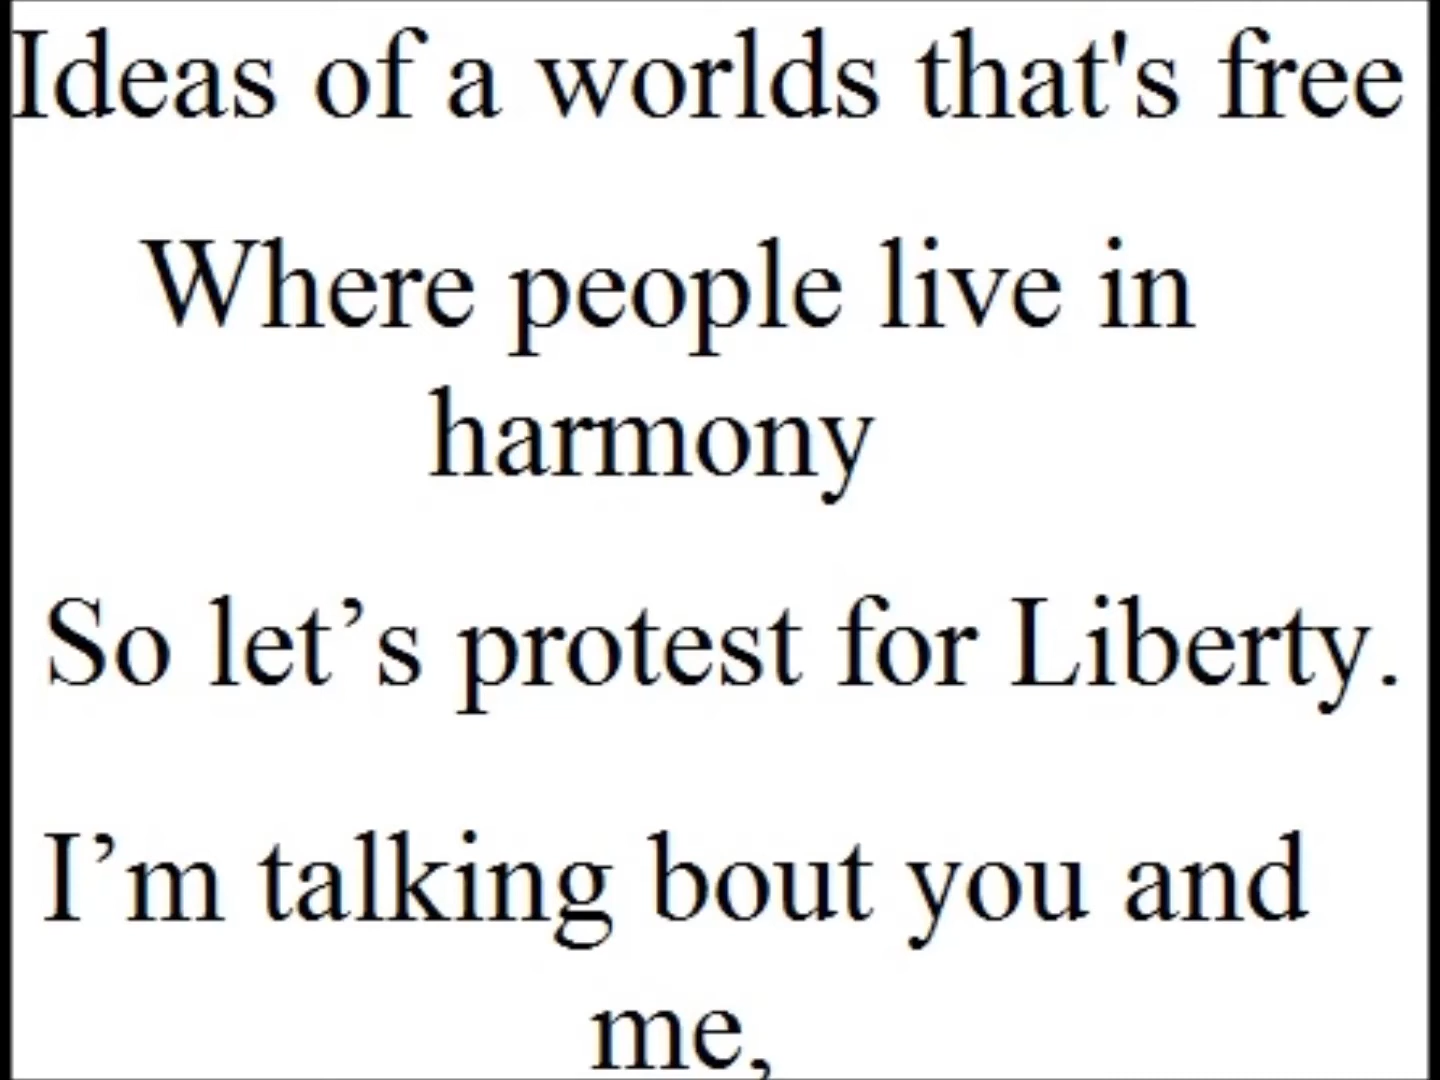 Ideas of a worlds that's free
Where people live in
harmony
So let’s protest for Liberty.
I’m talking bout you and
me,